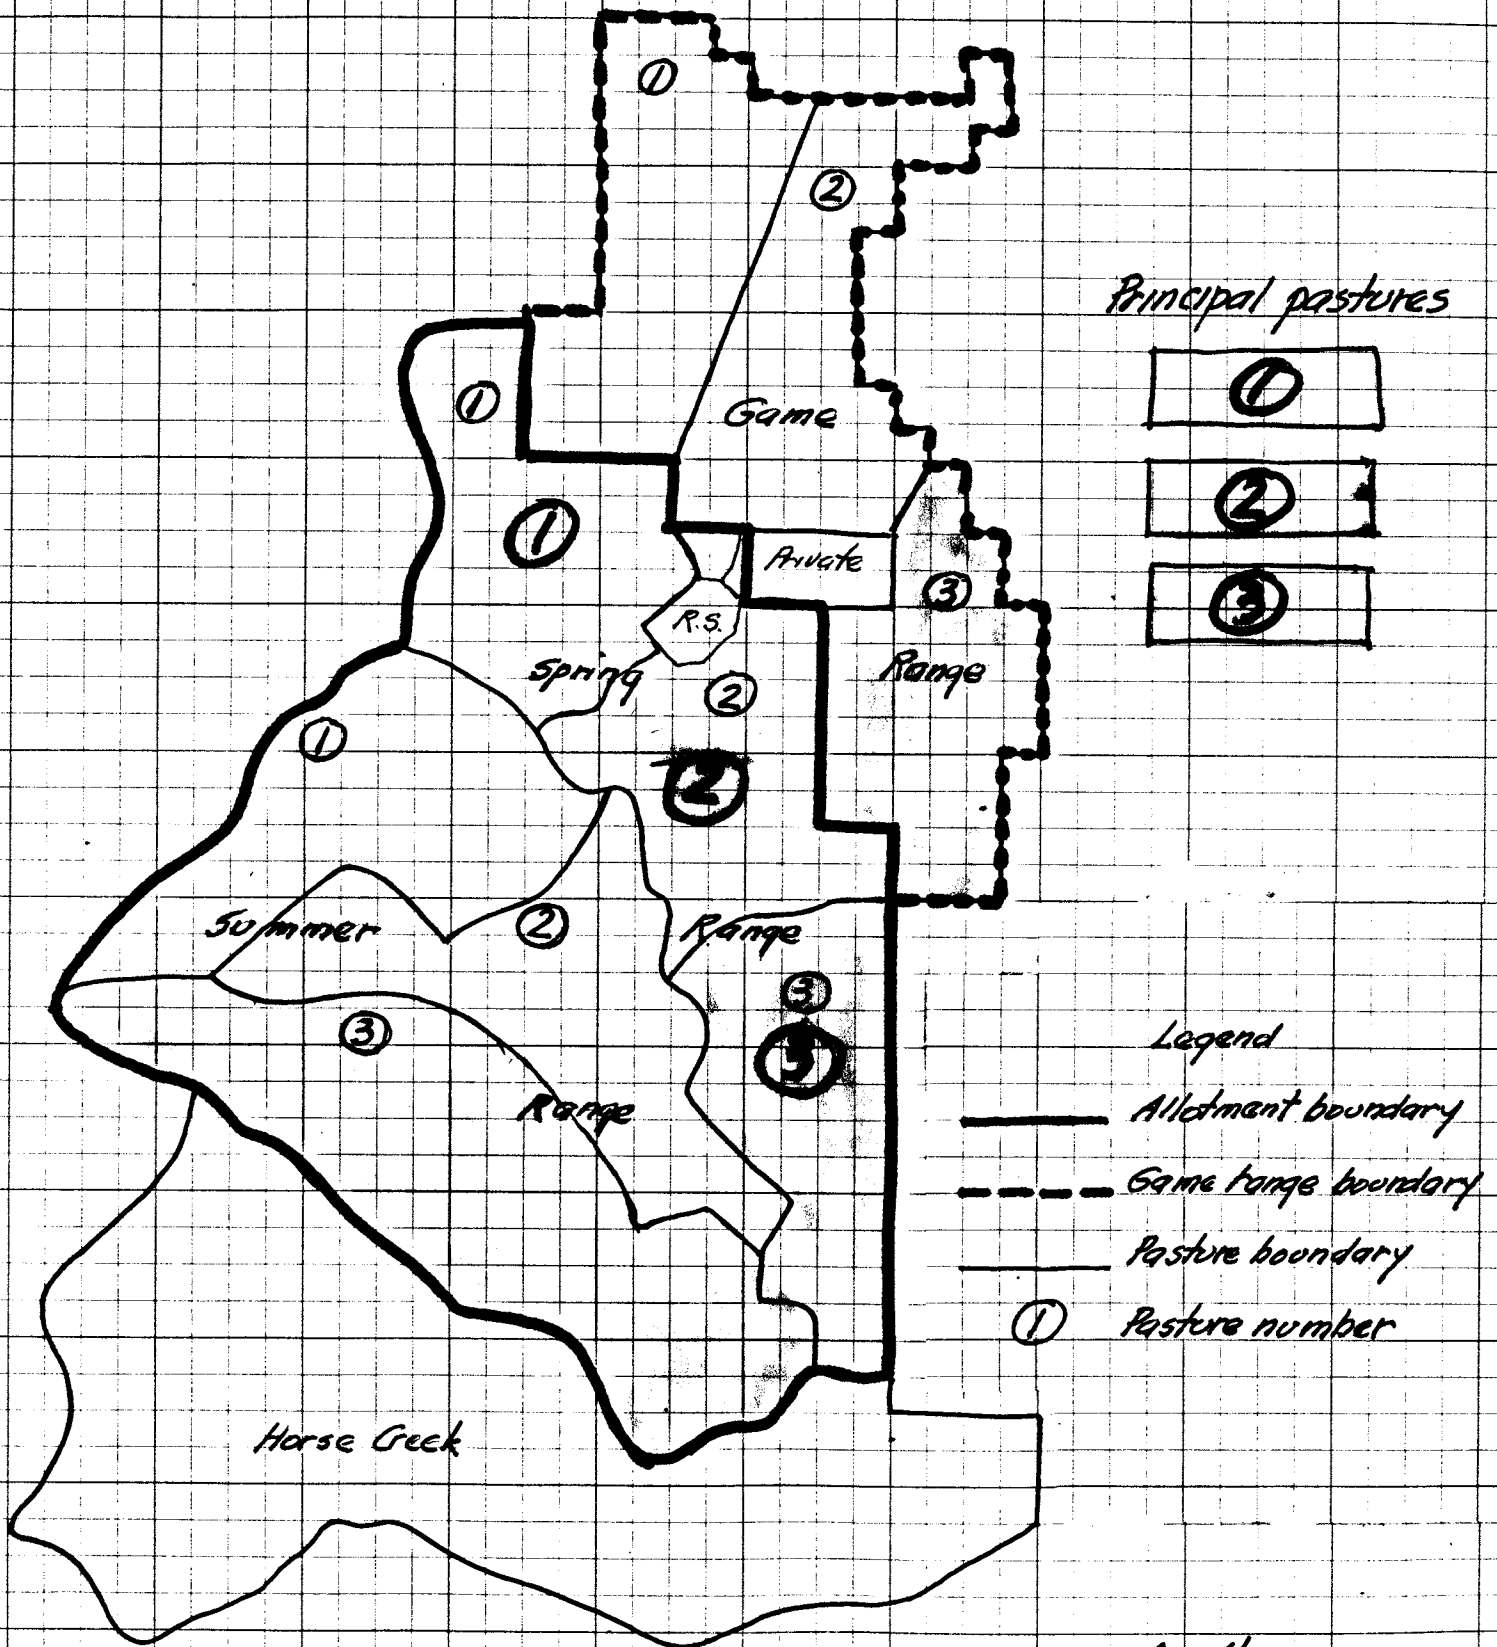 ①
②
Principal pastures
①
①
Game
②
①
Private
③
③
R.S.
Spring
②
Range
①
②
Summer
②
Range
③
③
③
Legend
Range
Allotment boundary
Game range boundary
Pasture boundary
① Pasture number
Horse Creek